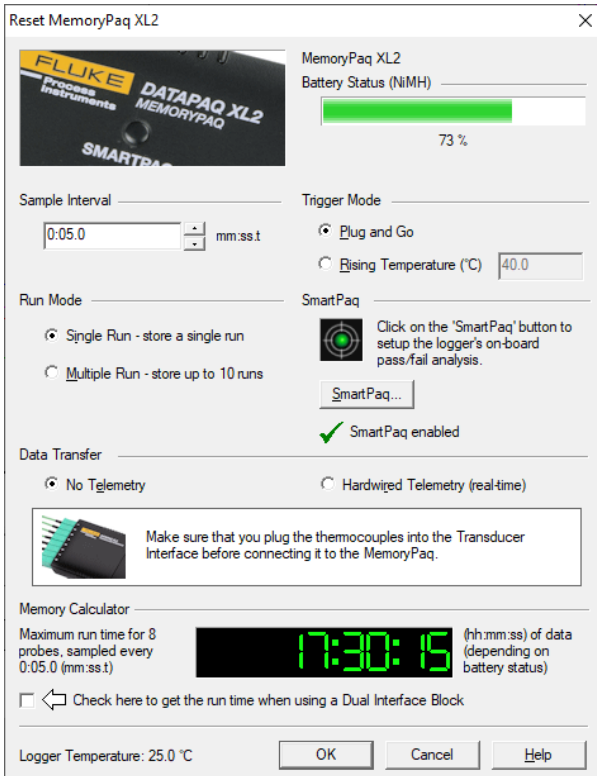 Reset MemoryPaq XL2
FLUKE
Process
Instruments
DATAPAQ XL2
MEMORYPAQ
MemoryPaq XL2
Battery Status (NiMH)
73 %
Sample Interval
0:05.0
mm:ss.t
Trigger Mode
Plug and Go
Rising Temperature (°C)
40.0
Run Mode
Single Run - store a single run
Multiple Run - store up to 10 runs
SmartPaq
Click on the 'SmartPaq' button to
setup the logger's on-board
pass/fail analysis.
SmartPaq...
SmartPaq enabled
Data Transfer
No Telemetry
Hardwired Telemetry (real-time)
Make sure that you plug the thermocouples into the Transducer
Interface before connecting it to the MemoryPaq.
Memory Calculator
Maximum run time for 8
probes, sampled every
0:05.0 (mm:ss.t)
17:30:15
(hh:mm:ss) of data
(depending on
battery status)
Check here to get the run time when using a Dual Interface Block
Logger Temperature: 25.0 °C
OK
Cancel
Help